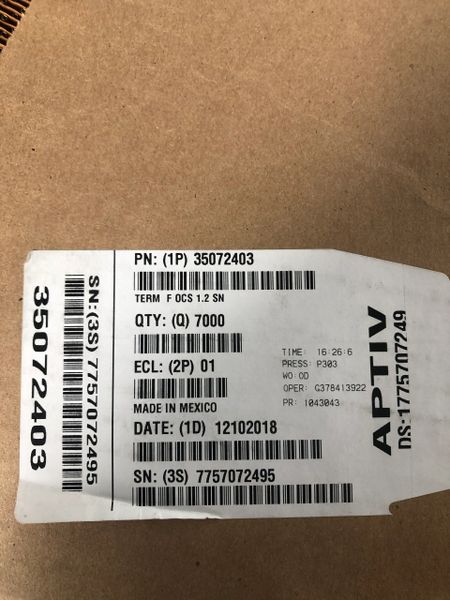 PN: (1P) 35072403
TERM F OCS 1.2 SN
QTY: (Q) 7000
ECL: (2P) 01
MADE IN MEXICO
DATE: (1D) 12102018
SN: (3S) 7757072495
TIME: 16:26:6
PRESS: P303
WO: OD
OPER: G378413922
PR: 1043043
APTIV
DS:1775707249
SN:(3S) 7757072495
35072403